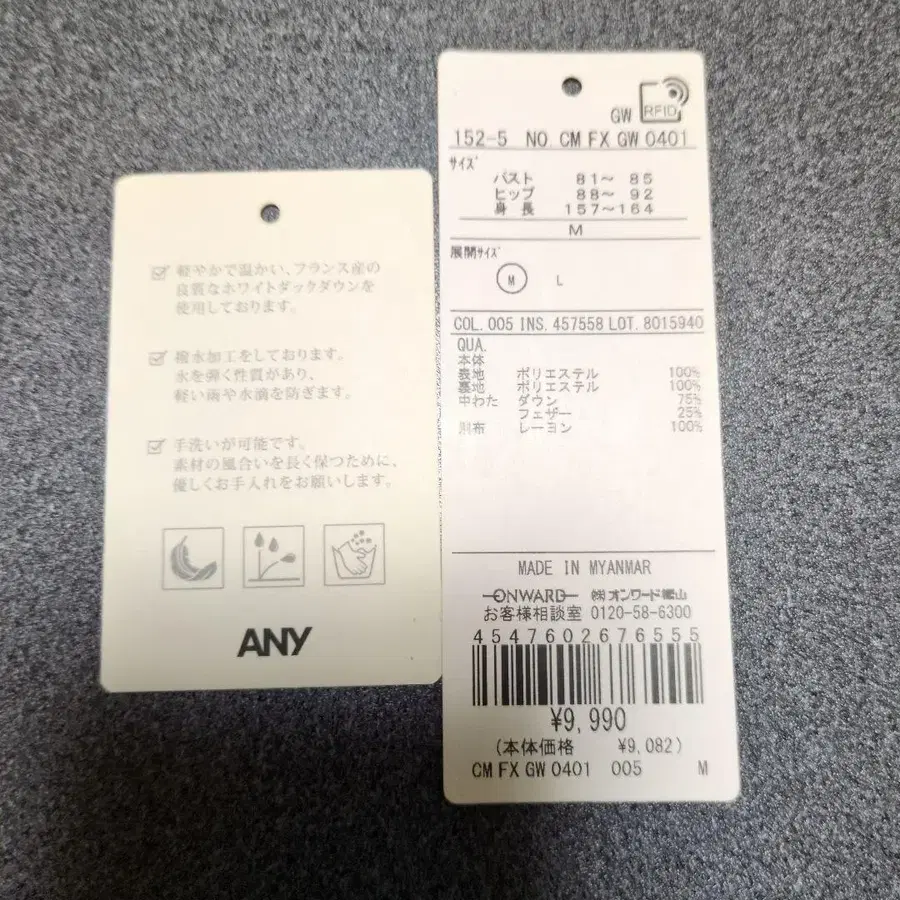 軽やかで温かい、フランス産の
良質なホワイトダックダウンを
使用しております。
撥水加工をしております。
水を弾く性質があり、
軽い雨や水滴を防ぎます。
手洗いが可能です。
素材の風合いを長く保つために、
優しくお手入れをお願いします。
ANY
GW RFID
152-5 NO. CM FX GW 0401
サイズ
バスト 81〜 85
ヒップ 88〜 92
身長 157〜164
M
展開サイズ
M L
COL. 005 INS. 457558 LOT. 8015940
QUA.
本体
表地 ポリエステル 100%
裏地 ポリエステル 100%
中わた ダウン 75%
フェザー 25%
別布 レーヨン 100%
MADE IN MYANMAR
ONWARD ㈱オンワード樫山
お客様相談室 0120-58-6300
4547602676555
¥9,990
(本体価格 ¥9,082)
CM FX GW 0401 005 M